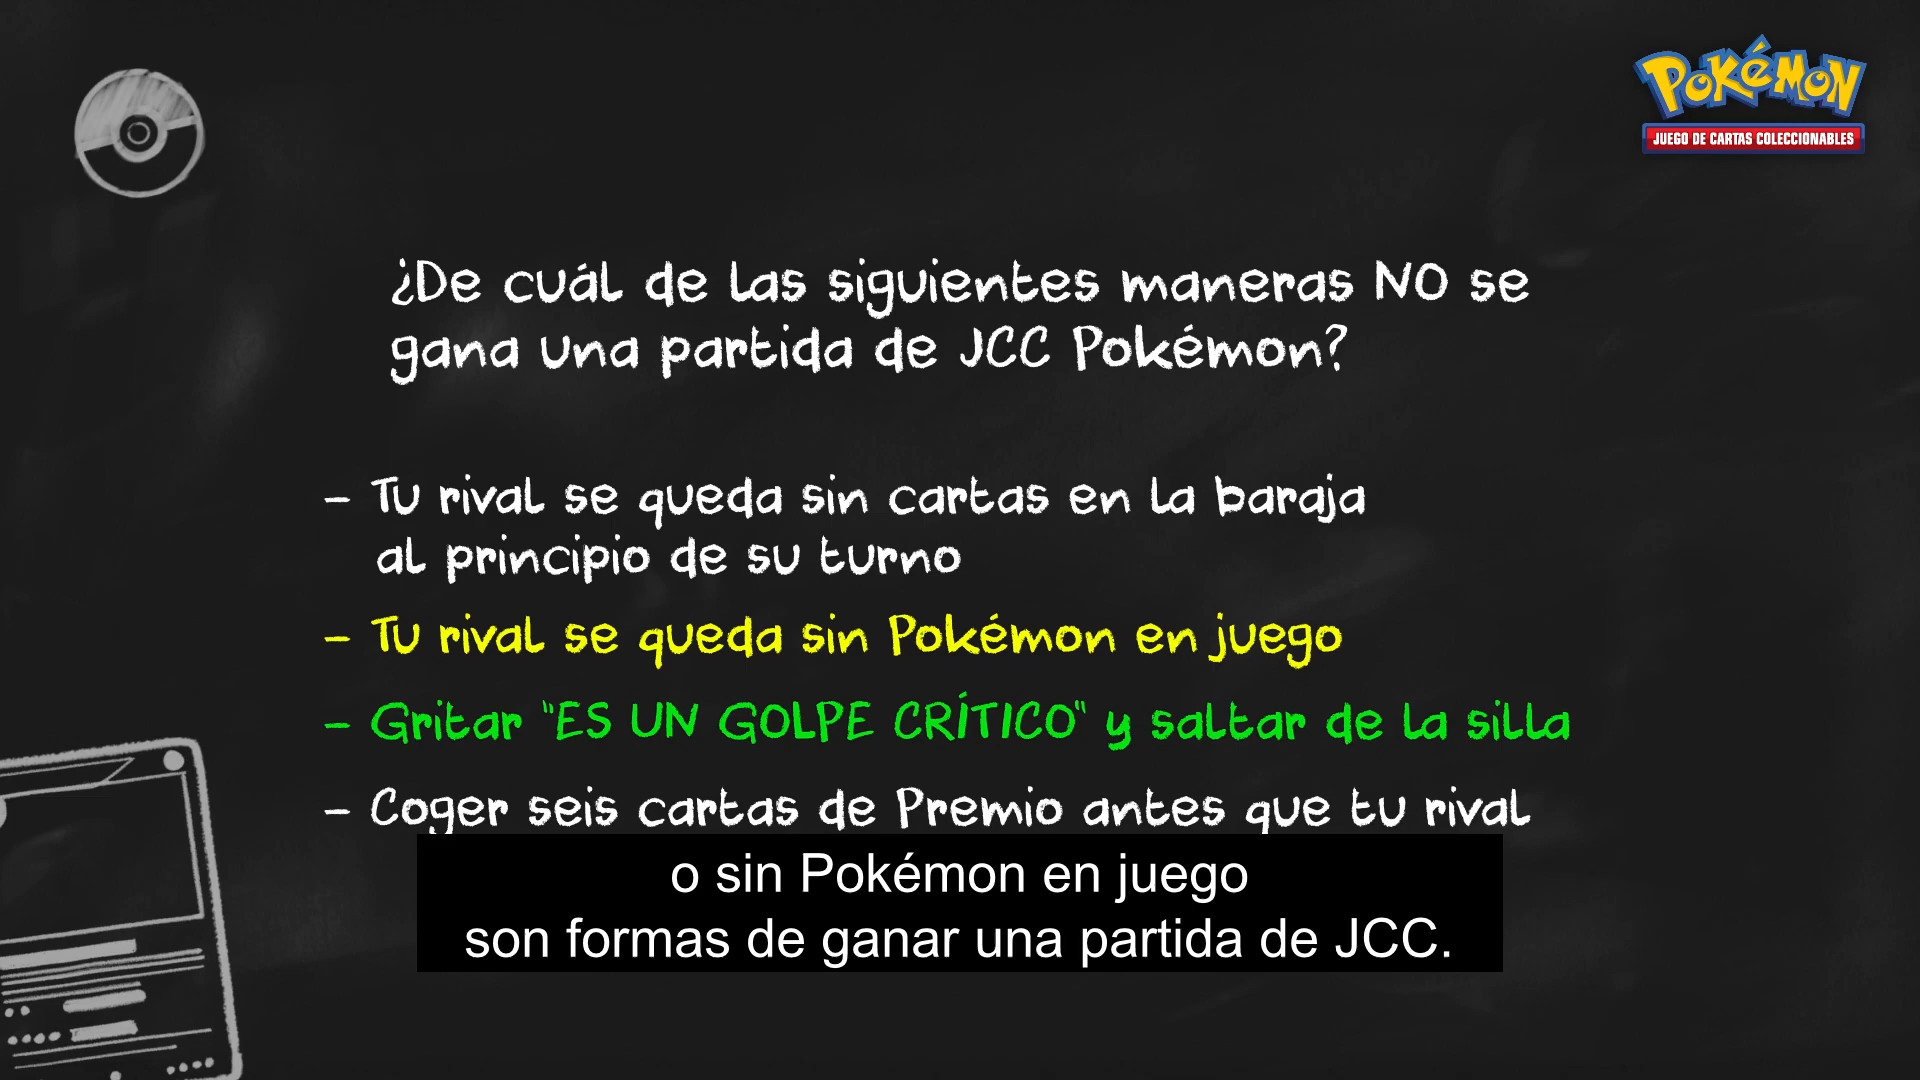 POKéMON
JUEGO DE CARTAS COLECCIONABLES
¿De cuál de las siguientes maneras NO se
gana una partida de JCC Pokémon?
- Tu rival se queda sin cartas en la baraja
al principio de su turno
- Tu rival se queda sin Pokémon en juego
- Gritar "ES UN GOLPE CRÍTICO" y saltar de la silla
- Coger seis cartas de Premio antes que tu rival
o sin Pokémon en juego
son formas de ganar una partida de JCC.